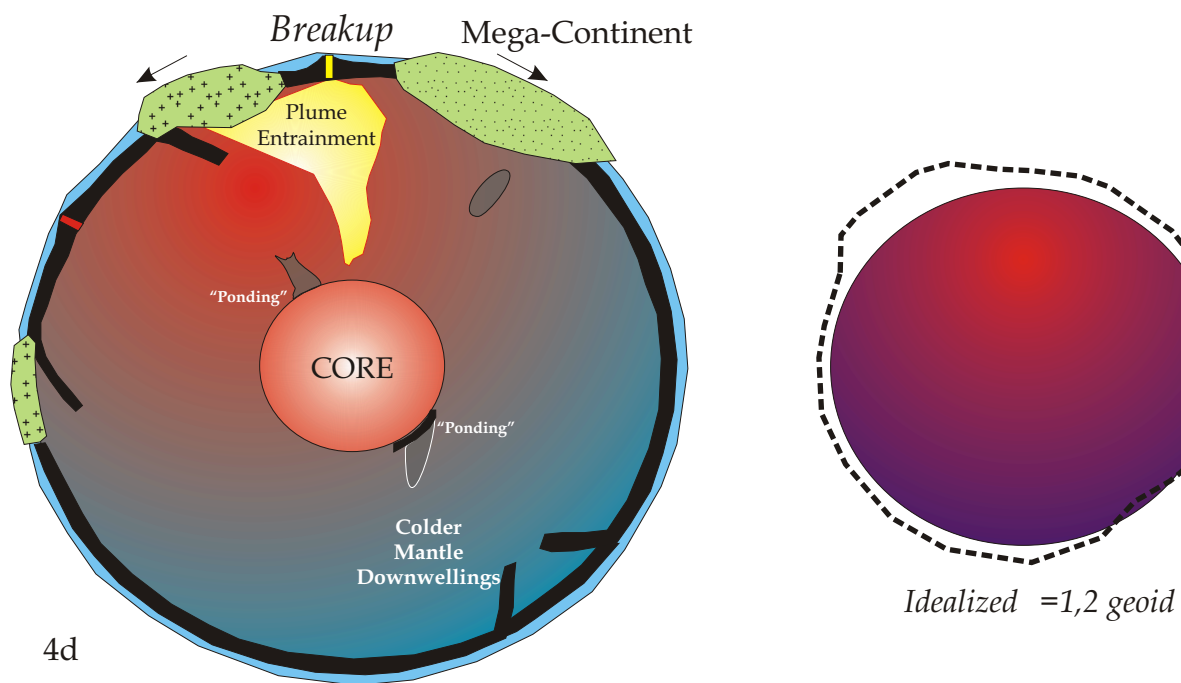 Breakup
Mega-Continent
Plume
Entrainment
“Ponding”
CORE
“Ponding”
Colder
Mantle
Downwellings
4d
Idealized =1,2 geoid